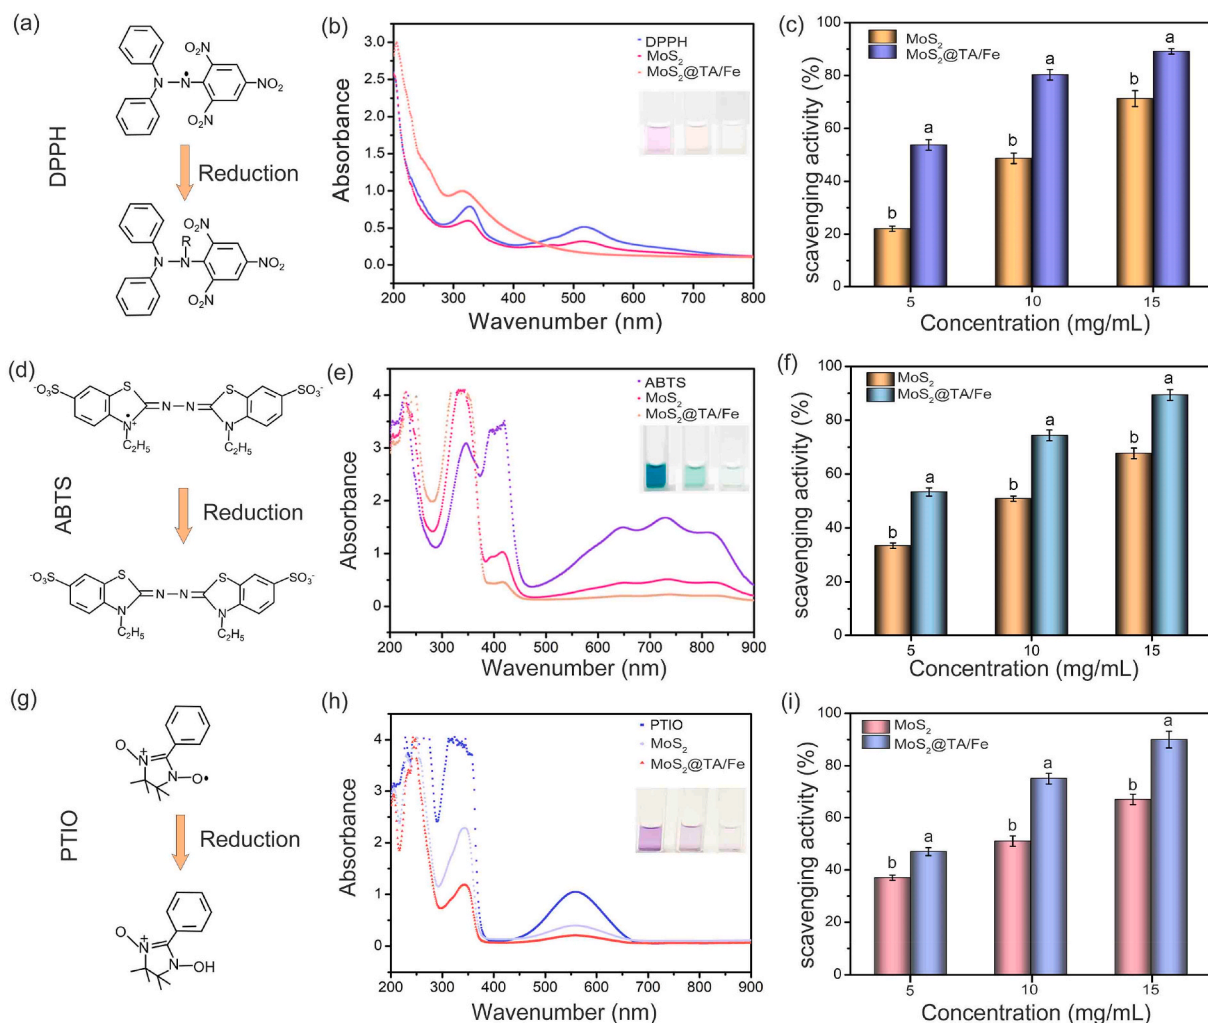 (a)
N
N
O₂N
NO₂
O₂N
DPPH
Reduction
O₂N
R
N
N
NO₂
O₂N
(b)
Absorbance
3.0
2.5
2.0
1.5
1.0
0.5
0.0
DPPH
MoS₂
MoS₂@TA/Fe
200 300 400 500 600 700 800
Wavenumber (nm)
(c)
scavenging activity (%)
100
80
60
40
20
0
MoS₂
MoS₂@TA/Fe
b a b a b a
5 10 15
Concentration (mg/mL)
(d)
⁻O₃S
S
S
SO₃⁻
N N
N⁺
N
C₂H₅
C₂H₅
ABTS
Reduction
⁻O₃S
S
S
SO₃⁻
N N
N
N
C₂H₅
C₂H₅
(e)
Absorbance
4
3
2
1
0
ABTS
MoS₂
MoS₂@TA/Fe
200 300 400 500 600 700 800 900
Wavenumber (nm)
(f)
scavenging activity (%)
100
80
60
40
20
0
MoS₂
MoS₂@TA/Fe
b a b a b a
5 10 15
Concentration (mg/mL)
(g)
O
N⁺
N
O•
PTIO
Reduction
O
N⁺
N
OH
(h)
Absorbance
4
3
2
1
0
PTIO
MoS₂
MoS₂@TA/Fe
200 300 400 500 600 700 800 900
Wavenumber (nm)
(i)
scavenging activity (%)
100
80
60
40
20
0
MoS₂
MoS₂@TA/Fe
b a b a b a
5 10 15
Concentration (mg/mL)